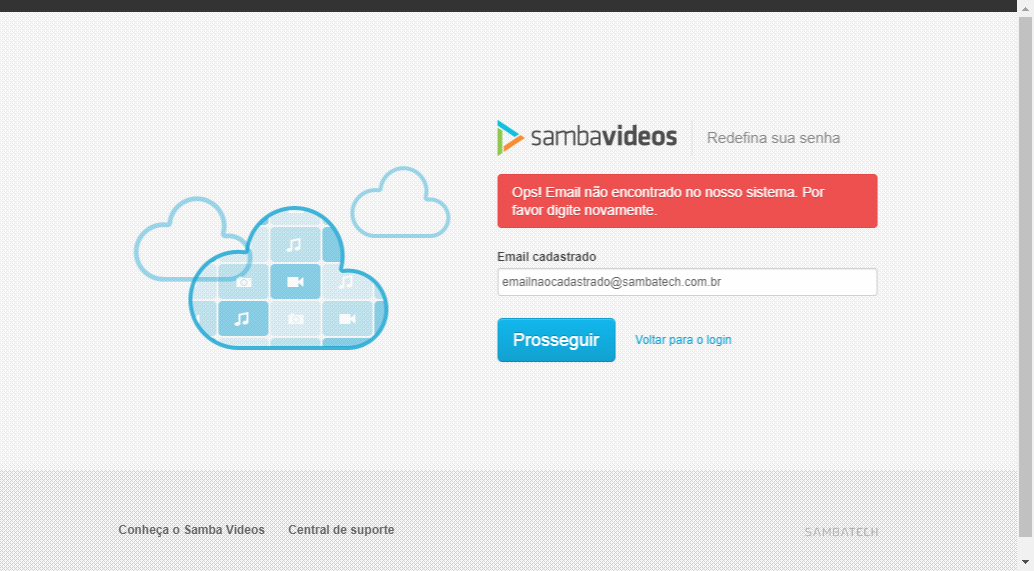 sambavideos
Redefina sua senha
Ops! Email não encontrado no nosso sistema. Por
favor digite novamente.
Email cadastrado
emailnaocadastrado@sambatech.com.br
Prosseguir
Voltar para o login
Conheça o Samba Videos
Central de suporte
SAMBATECH